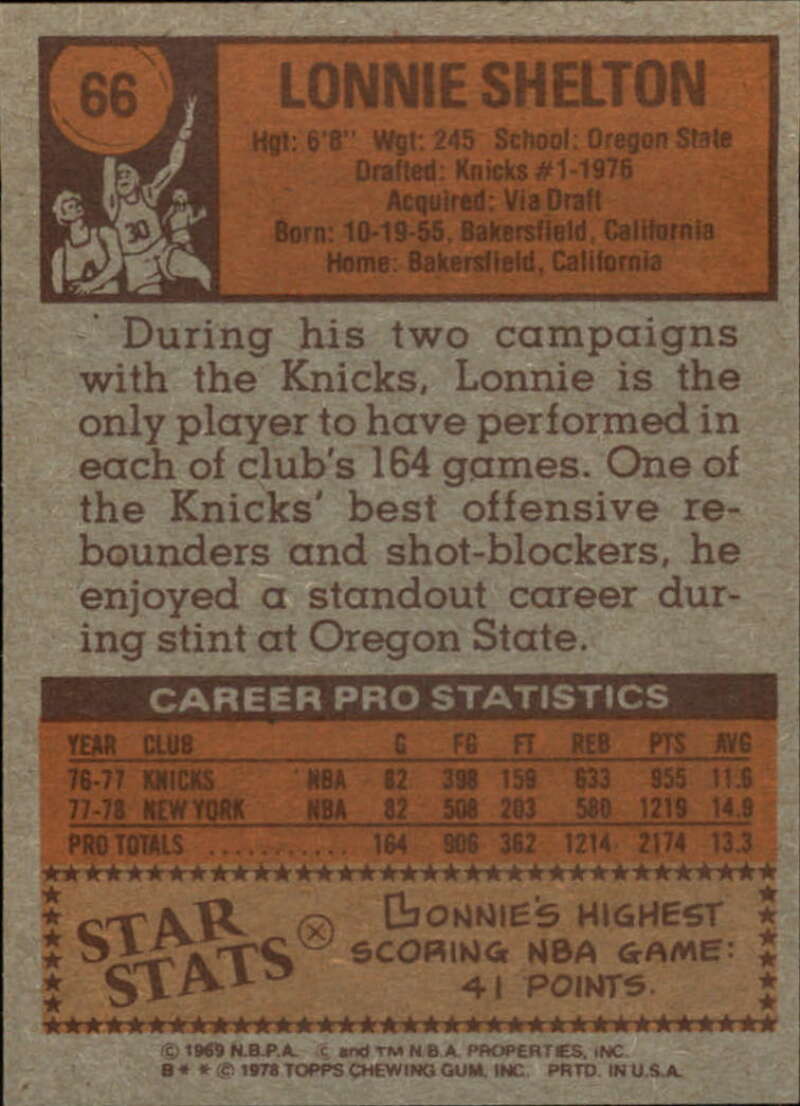 66
LONNIE SHELTON
Hgt: 6'8" Wgt: 245 School: Oregon State
Drafted: Knicks #1-1976
Acquired: Via Draft
Born: 10-19-55, Bakersfield, California
Home: Bakersfield, California
30
During his two campaigns
with the Knicks, Lonnie is the
only player to have performed in
each of club's 164 games. One of
the Knicks' best offensive re-
bounders and shot-blockers, he
enjoyed a standout career dur-
ing stint at Oregon State.
CAREER PRO STATISTICS
YEAR CLUB G FG FT REB PTS AVG
76-77 KNICKS NBA 82 398 159 633 955 11.6
77-78 NEW YORK NBA 82 508 203 580 1219 14.9
PRO TOTALS ........... 164 906 362 1214 2174 13.3
STAR STATS
LONNIE'S HIGHEST
SCORING NBA GAME:
41 POINTS.
© 1969 N.B.P.A. © and TM N.B.A. PROPERTIES, INC.
B * * © 1978 TOPPS CHEWING GUM, INC. PRTD. IN U.S.A.